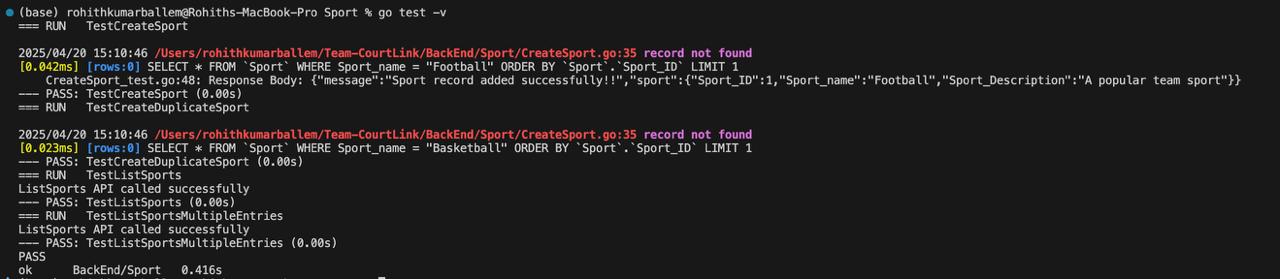 (base) rohithkumarballem@Rohiths-MacBook-Pro Sport % go test -v
=== RUN   TestCreateSport
2025/04/20 15:10:46 /Users/rohithkumarballem/Team-CourtLink/BackEnd/Sport/CreateSport.go:35 record not found
[0.042ms] [rows:0] SELECT * FROM `Sport` WHERE Sport_name = "Football" ORDER BY `Sport`.`Sport_ID` LIMIT 1
    CreateSport_test.go:48: Response Body: {"message":"Sport record added successfully!!","sport":{"Sport_ID":1,"Sport_name":"Football","Sport_Description":"A popular team sport"}}
--- PASS: TestCreateSport (0.00s)
=== RUN   TestCreateDuplicateSport
2025/04/20 15:10:46 /Users/rohithkumarballem/Team-CourtLink/BackEnd/Sport/CreateSport.go:35 record not found
[0.023ms] [rows:0] SELECT * FROM `Sport` WHERE Sport_name = "Basketball" ORDER BY `Sport`.`Sport_ID` LIMIT 1
--- PASS: TestCreateDuplicateSport (0.00s)
=== RUN   TestListSports
ListSports API called successfully
--- PASS: TestListSports (0.00s)
=== RUN   TestListSportsMultipleEntries
ListSports API called successfully
--- PASS: TestListSportsMultipleEntries (0.00s)
PASS
ok      BackEnd/Sport   0.416s